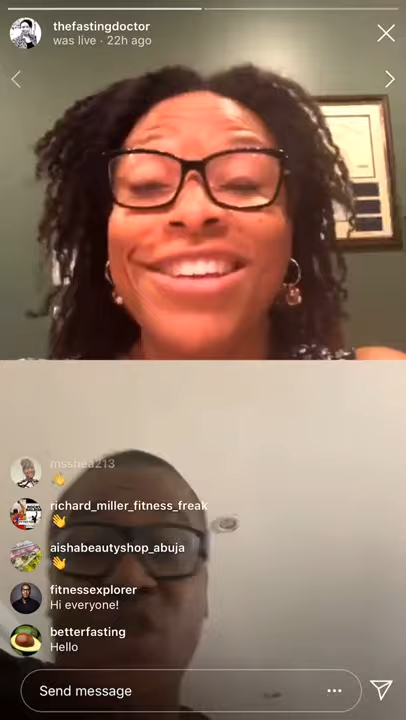 thefastingdoctor
was live · 22h ago
msshea213
👋
richard_miller_fitness_freak
👋
aishabeautyshop_abuja
👋
fitnessexplorer
Hi everyone!
betterfasting
Hello
Send message